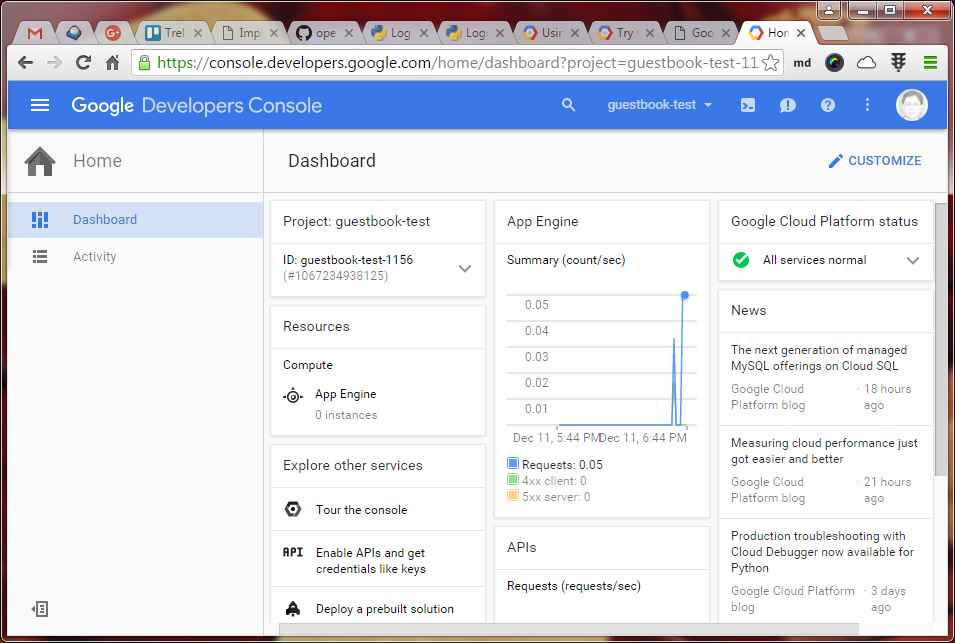 Trel
Imp
ope
Log
Log
Usin
Try
Goo
Hom
https://console.developers.google.com/home/dashboard?project=guestbook-test-11
md
Google Developers Console
guestbook-test
Home
Dashboard
CUSTOMIZE
Dashboard
Activity
Project: guestbook-test
ID: guestbook-test-1156
(#1067234938125)
Resources
Compute
App Engine
0 instances
Explore other services
Tour the console
API
Enable APIs and get
credentials like keys
Deploy a prebuilt solution
App Engine
Summary (count/sec)
0.05
0.04
0.03
0.02
0.01
Dec 11, 5:44 PM
Dec 11, 6:44 PM
Requests: 0.05
4xx client: 0
5xx server: 0
APIs
Requests (requests/sec)
Google Cloud Platform status
All services normal
News
The next generation of managed
MySQL offerings on Cloud SQL
Google Cloud · 18 hours
Platform blog ago
Measuring cloud performance just
got easier and better
Google Cloud · 21 hours
Platform blog ago
Production troubleshooting with
Cloud Debugger now available for
Python
Google Cloud Platform · 3 days
blog ago